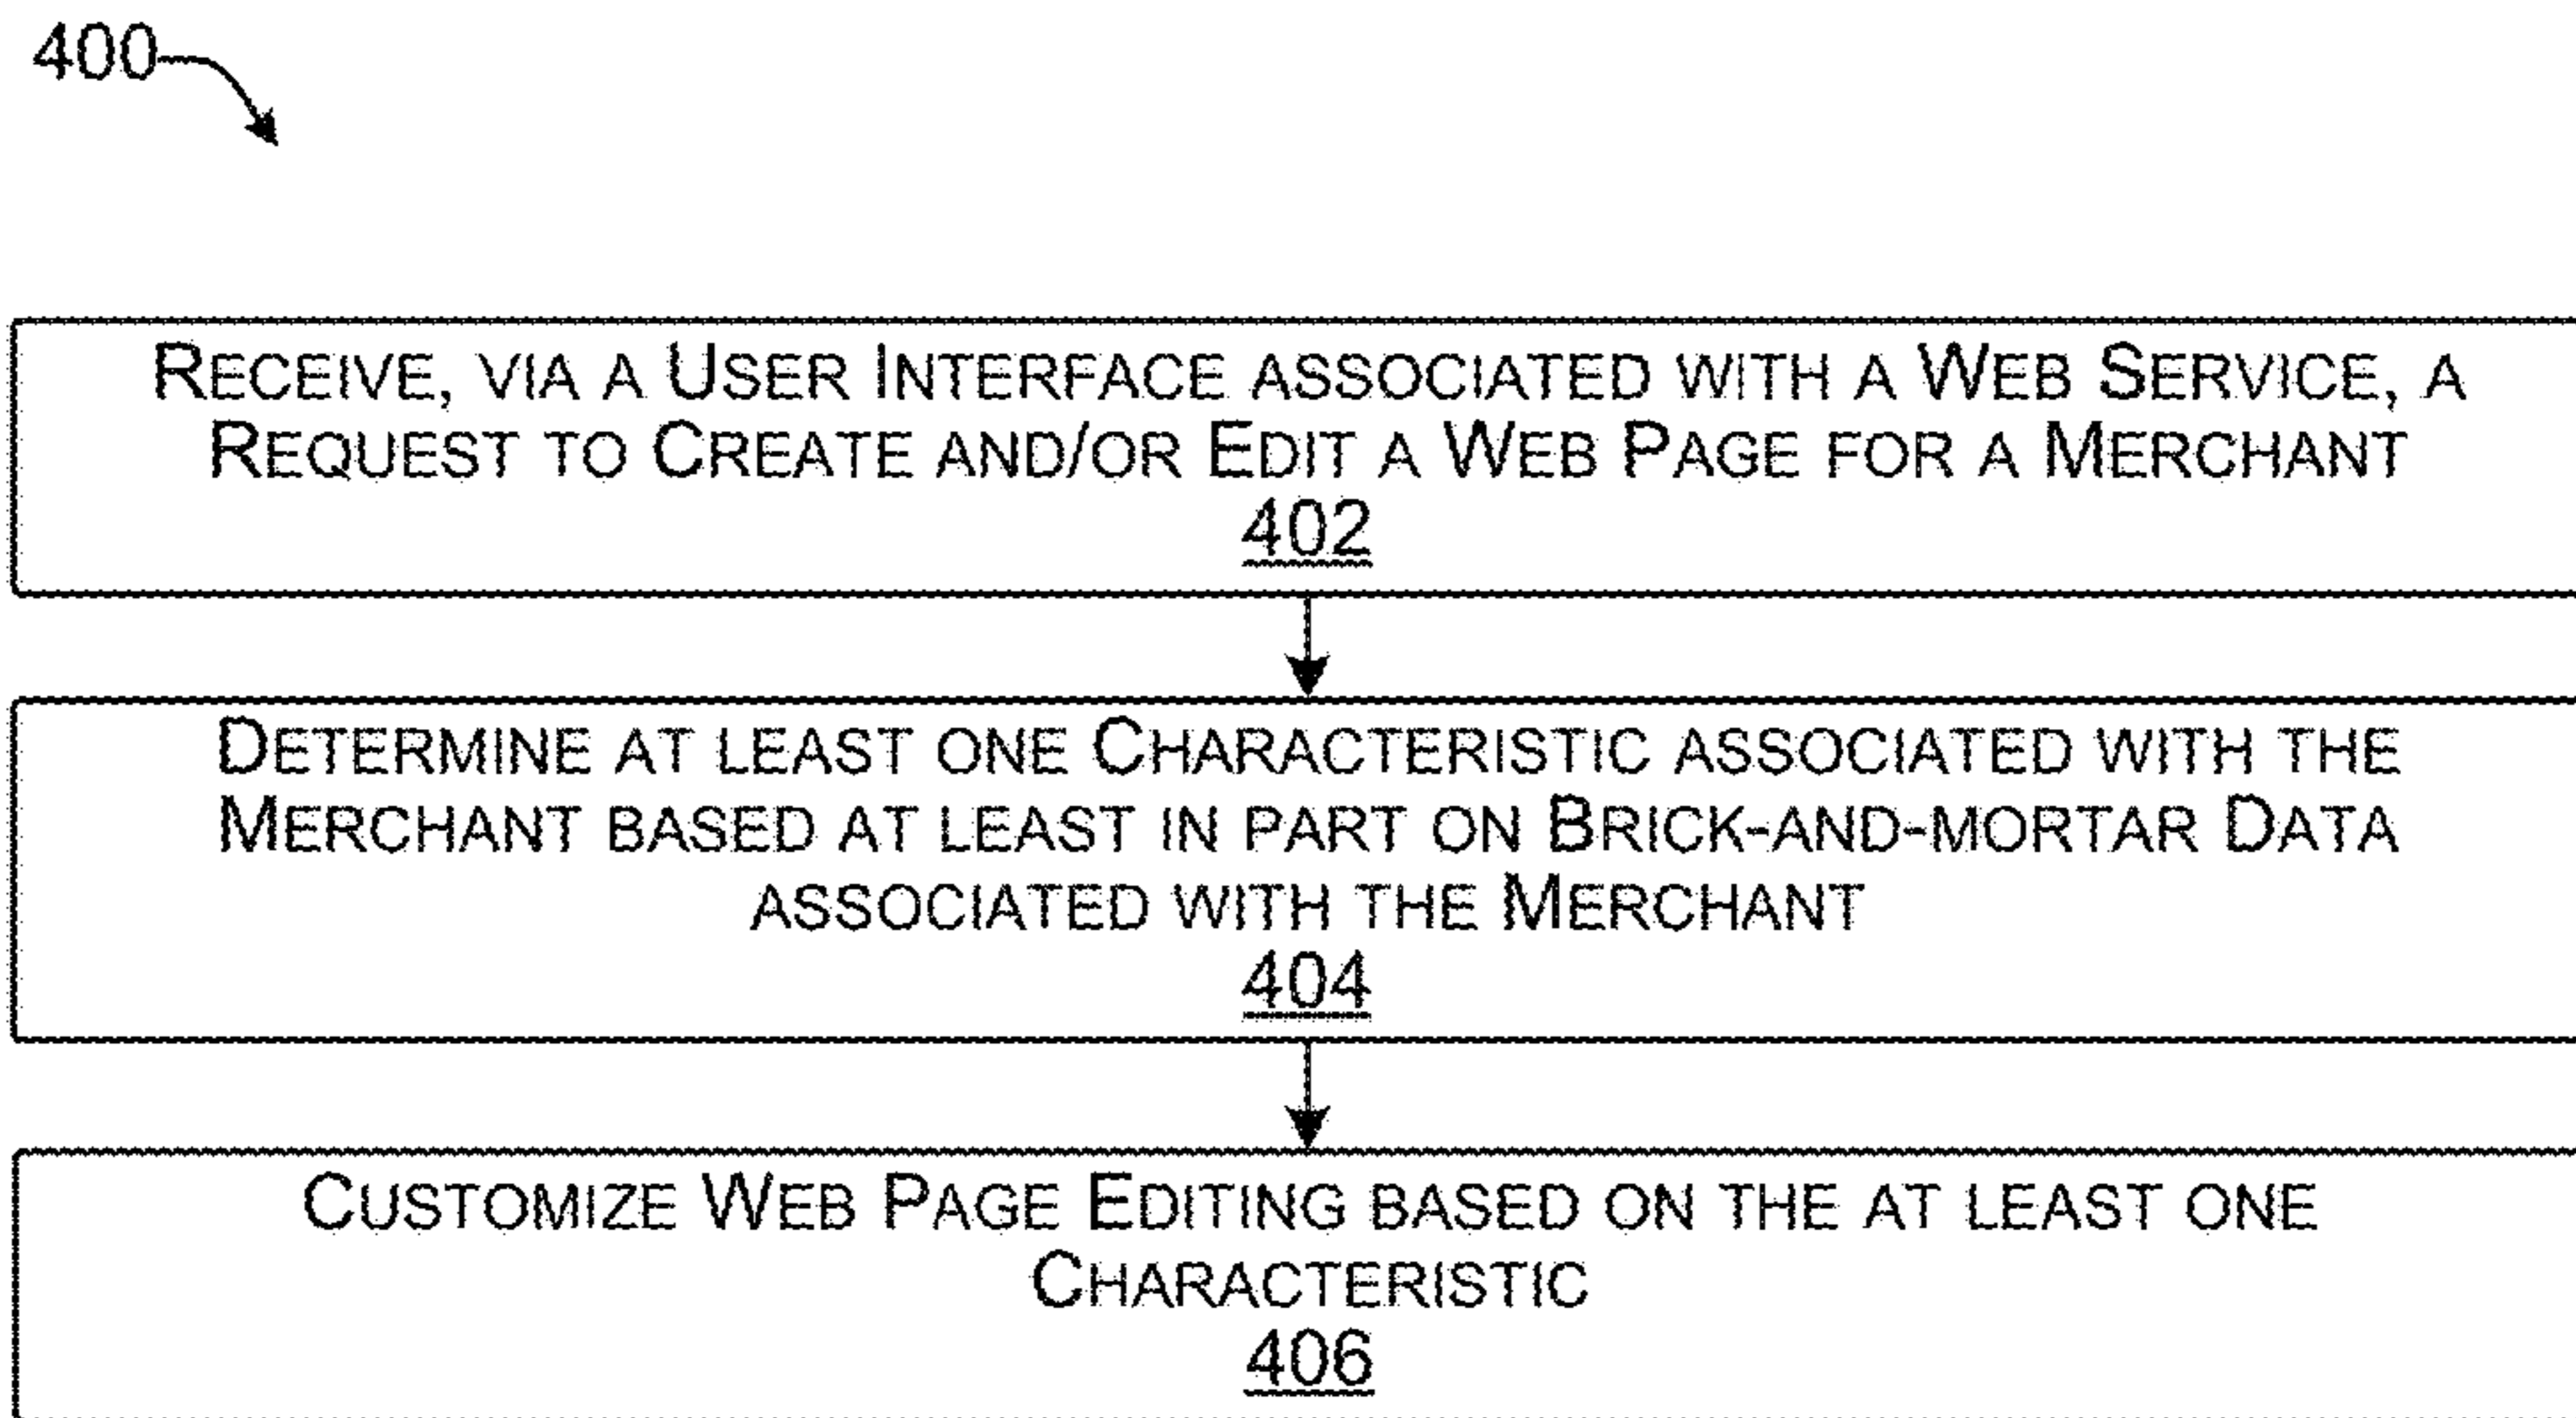 400
Receive, via a User Interface associated with a Web Service, a
Request to Create and/or Edit a Web Page for a Merchant
402
Determine at least one Characteristic associated with the
Merchant based at least in part on Brick-and-mortar Data
associated with the Merchant
404
Customize Web Page Editing based on the at least one
Characteristic
406